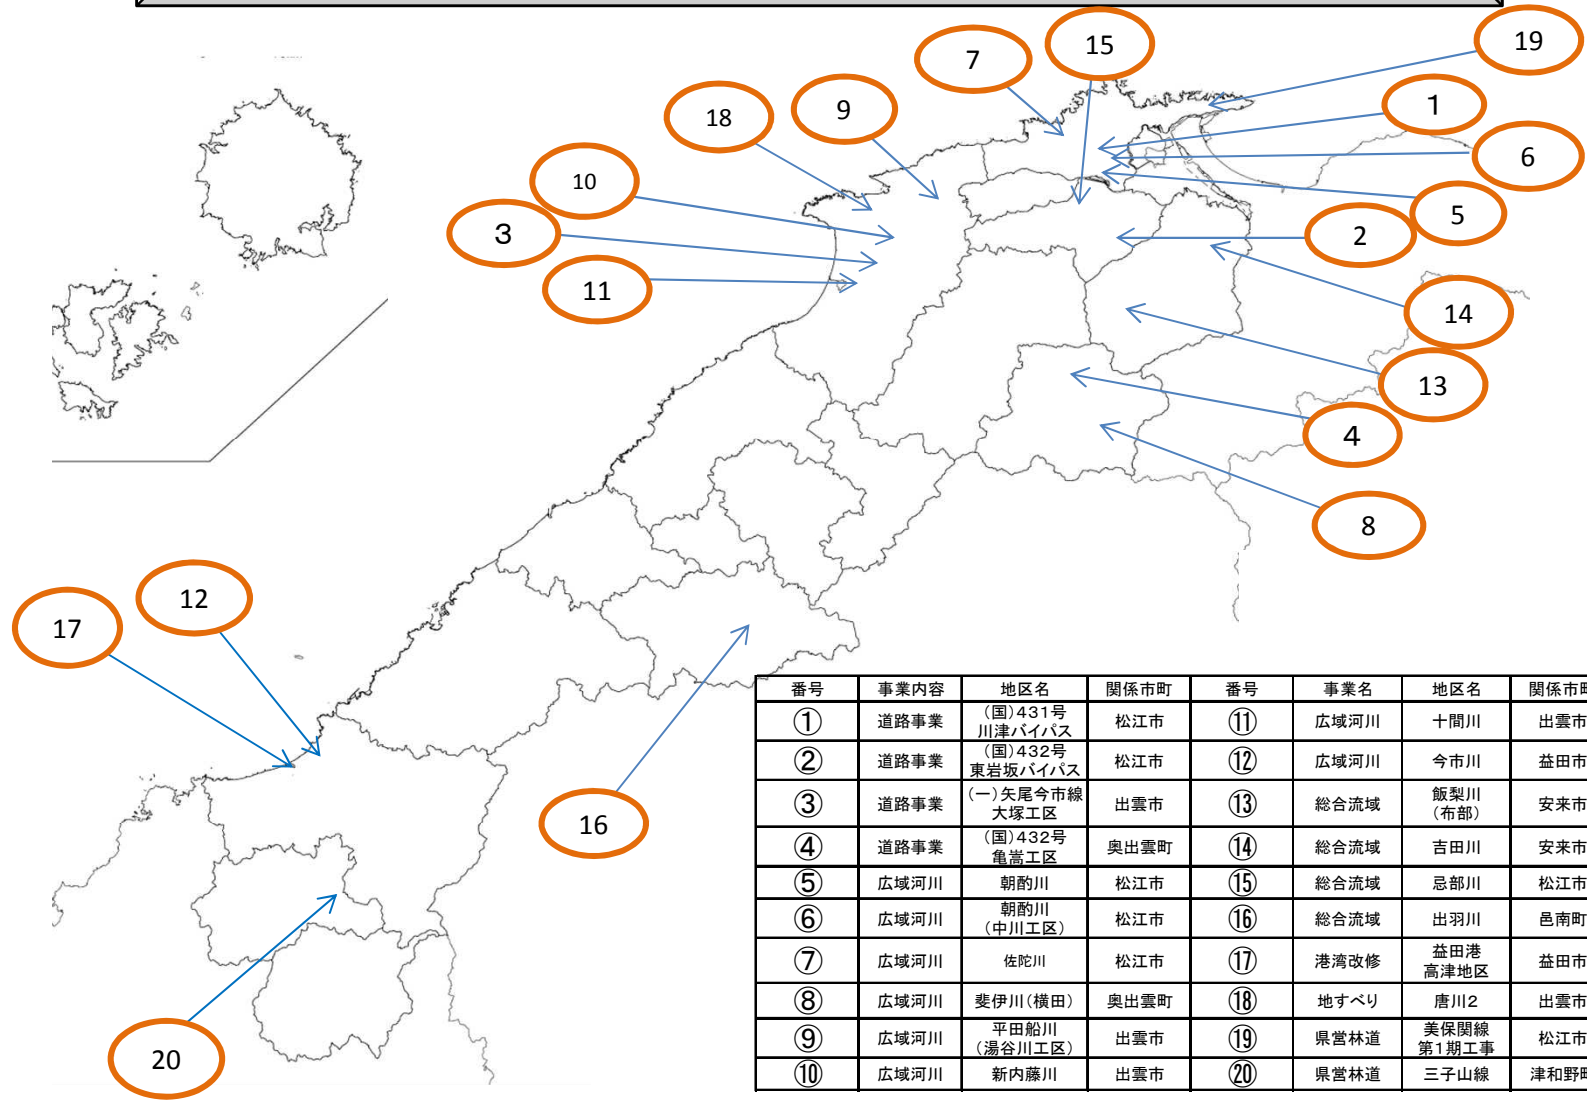 19
15
7
1
9
18
6
10
5
3
2
11
14
13
4
8
12
17
16
20
番号 事業内容 地区名 関係市町 番号 事業名 地区名 関係市町
① 道路事業 (国)431号 川津バイパス 松江市 ⑪ 広域河川 十間川 出雲市
② 道路事業 (国)432号 東岩坂バイパス 松江市 ⑫ 広域河川 今市川 益田市
③ 道路事業 (一)矢尾今市線 大塚工区 出雲市 ⑬ 総合流域 飯梨川 (布部) 安来市
④ 道路事業 (国)432号 亀嵩工区 奥出雲町 ⑭ 総合流域 吉田川 安来市
⑤ 広域河川 朝酌川 松江市 ⑮ 総合流域 忌部川 松江市
⑥ 広域河川 朝酌川 (中川工区) 松江市 ⑯ 総合流域 出羽川 邑南町
⑦ 広域河川 佐陀川 松江市 ⑰ 港湾改修 益田港 高津地区 益田市
⑧ 広域河川 斐伊川(横田) 奥出雲町 ⑱ 地すべり 唐川2 出雲市
⑨ 広域河川 平田船川 (湯谷川工区) 出雲市 ⑲ 県営林道 美保関線 第1期工事 松江市
⑩ 広域河川 新内藤川 出雲市 ⑳ 県営林道 三子山線 津和野町